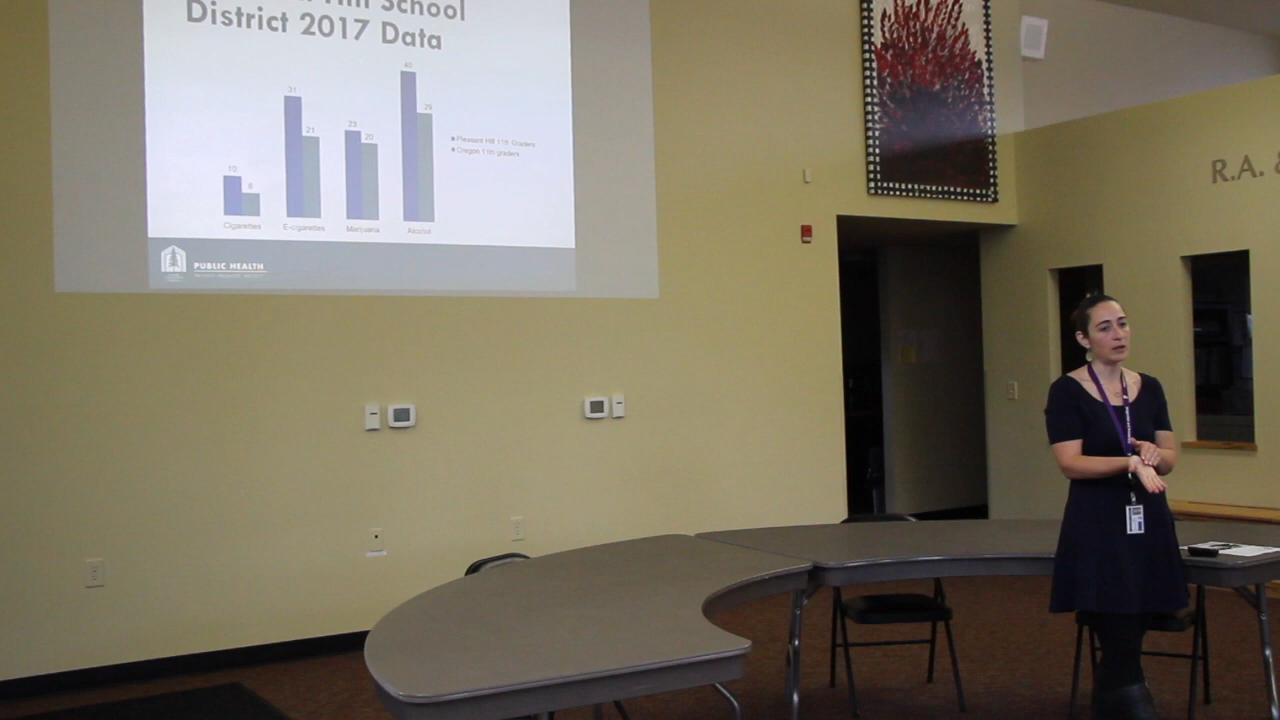 Hill School
District 2017 Data
40
31
29
23
21
20
10
6
Pleasant Hill 11th Graders
Oregon 11th graders
Cigarettes
E-cigarettes
Marijuana
Alcohol
PUBLIC HEALTH
R.A. &